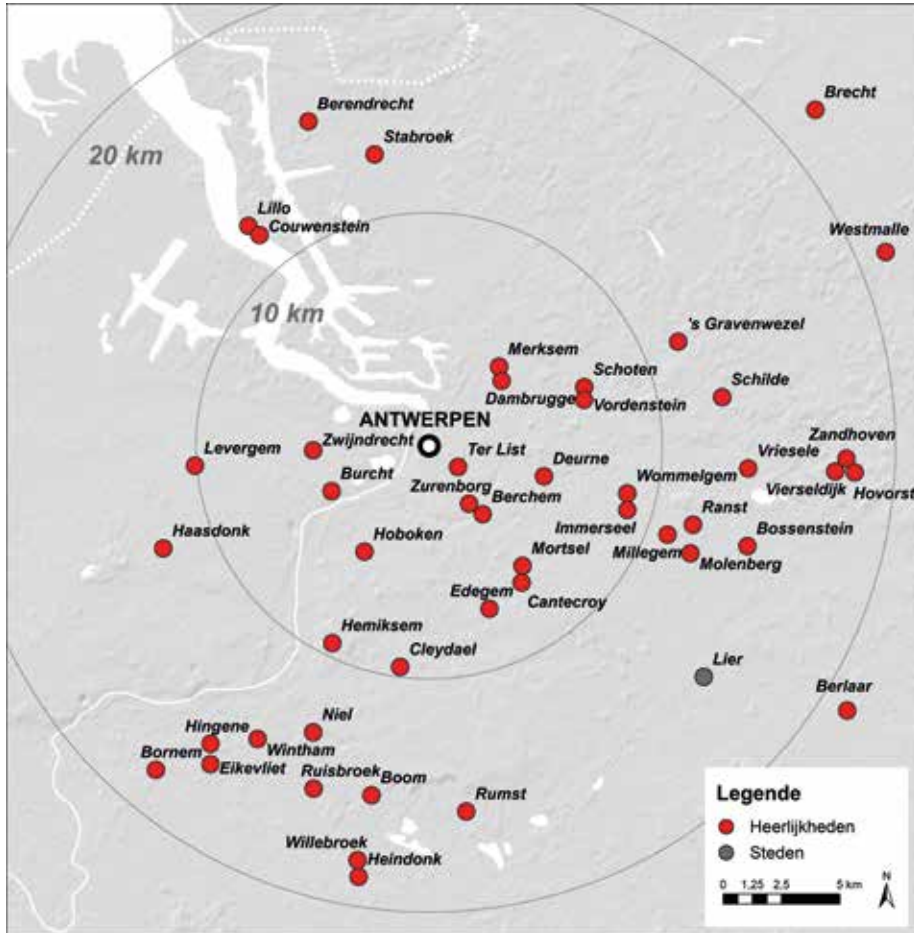 Berendrecht
Brecht
Stabroek
20 km
Lillo
Couwenstein
Westmalle
10 km
's Gravenwezel
Merksem
Schoten
Schilde
Dambrugge
Vordenstein
ANTWERPEN
Zwijndrecht
Zandhoven
Levergem
Ter List
Deurne
Vriesele
Wommelgem
Burcht
Zurenborg
Vierseldijk
Hovorst
Berchem
Ranst
Immerseel
Bossenstein
Haasdonk
Hoboken
Mortsel
Millegem
Molenberg
Edegem
Cantecroy
Hemiksem
Cleydael
Lier
Berlaar
Niel
Hingene
Wintham
Bornem
Eikevliet
Ruisbroek
Boom
Rumst
Willebroek
Heindonk
Legende
Heerlijkheden
Steden
N
0 1,25 2,5 5 km